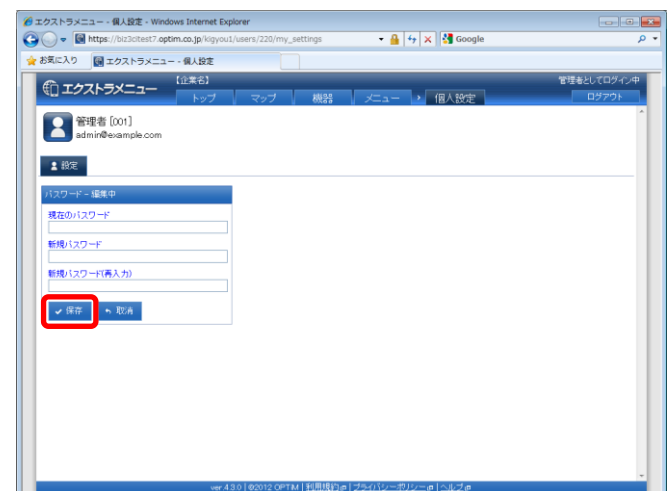 エクストラメニュー - 個人設定 - Windows Internet Explorer
https://biz3citest7.optim.co.jp/kigyou1/users/220/my_settings
Google
お気に入り
エクストラメニュー - 個人設定
エクストラメニュー
【企業名】
管理者としてログイン中
トップ
マップ
機器
メニュー
個人設定
ログアウト
管理者 [001]
admin@example.com
設定
パスワード - 編集中
現在のパスワード
新規パスワード
新規パスワード(再入力)
保存
取消
ver.4.3.0 | ©2012 OPTiM | 利用規約 | プライバシーポリシー | ヘルプ